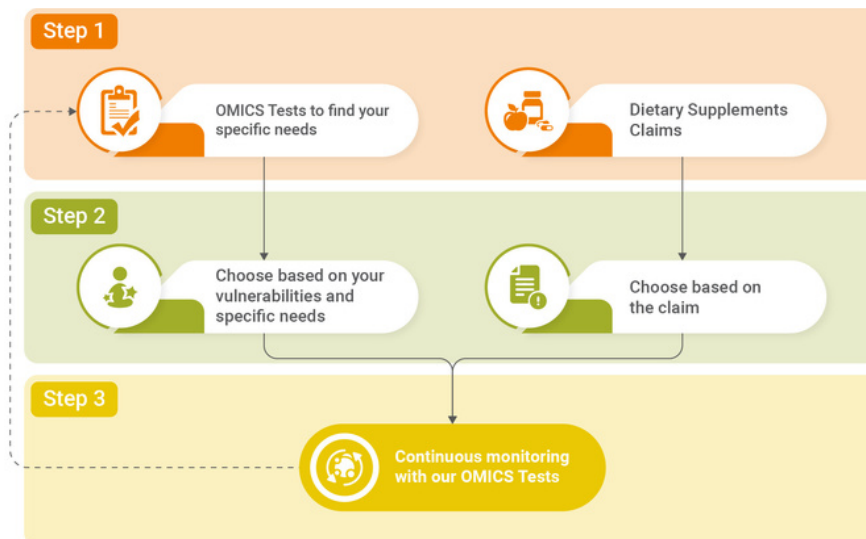 Step 1
OMICS Tests to find your
specific needs
Dietary Supplements
Claims
Step 2
Choose based on your
vulnerabilities and
specific needs
Choose based on
the claim
Step 3
Continuous monitoring
with our OMICS Tests